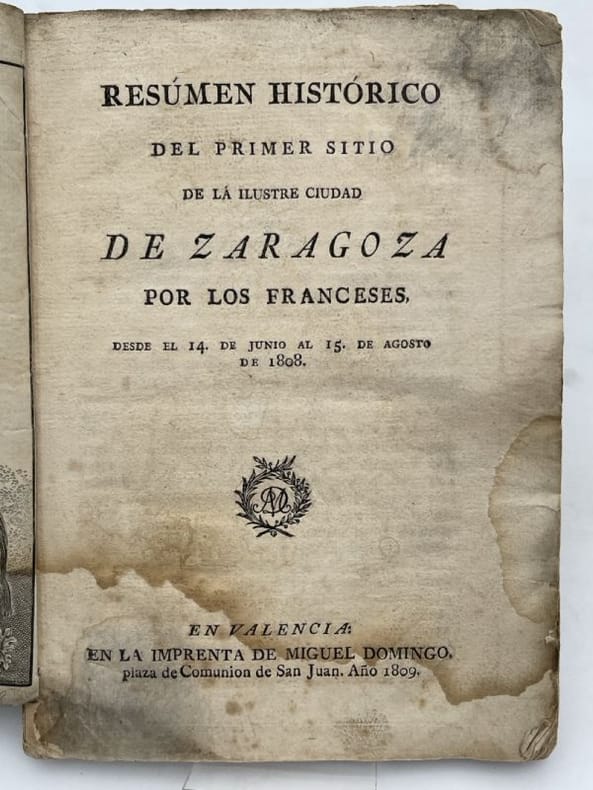 RESÚMEN HISTÓRICO
DEL PRIMER SITIO
DE LÁ ILUSTRE CIUDAD
DE ZARAGOZA
POR LOS FRANCESES,
DESDE EL 14. DE JUNIO AL 15. DE AGOSTO
DE 1808.
EN VALENCIA:
EN LA IMPRENTA DE MIGUEL DOMINGO,
plaza de Comunion de San Juan. Año 1809.